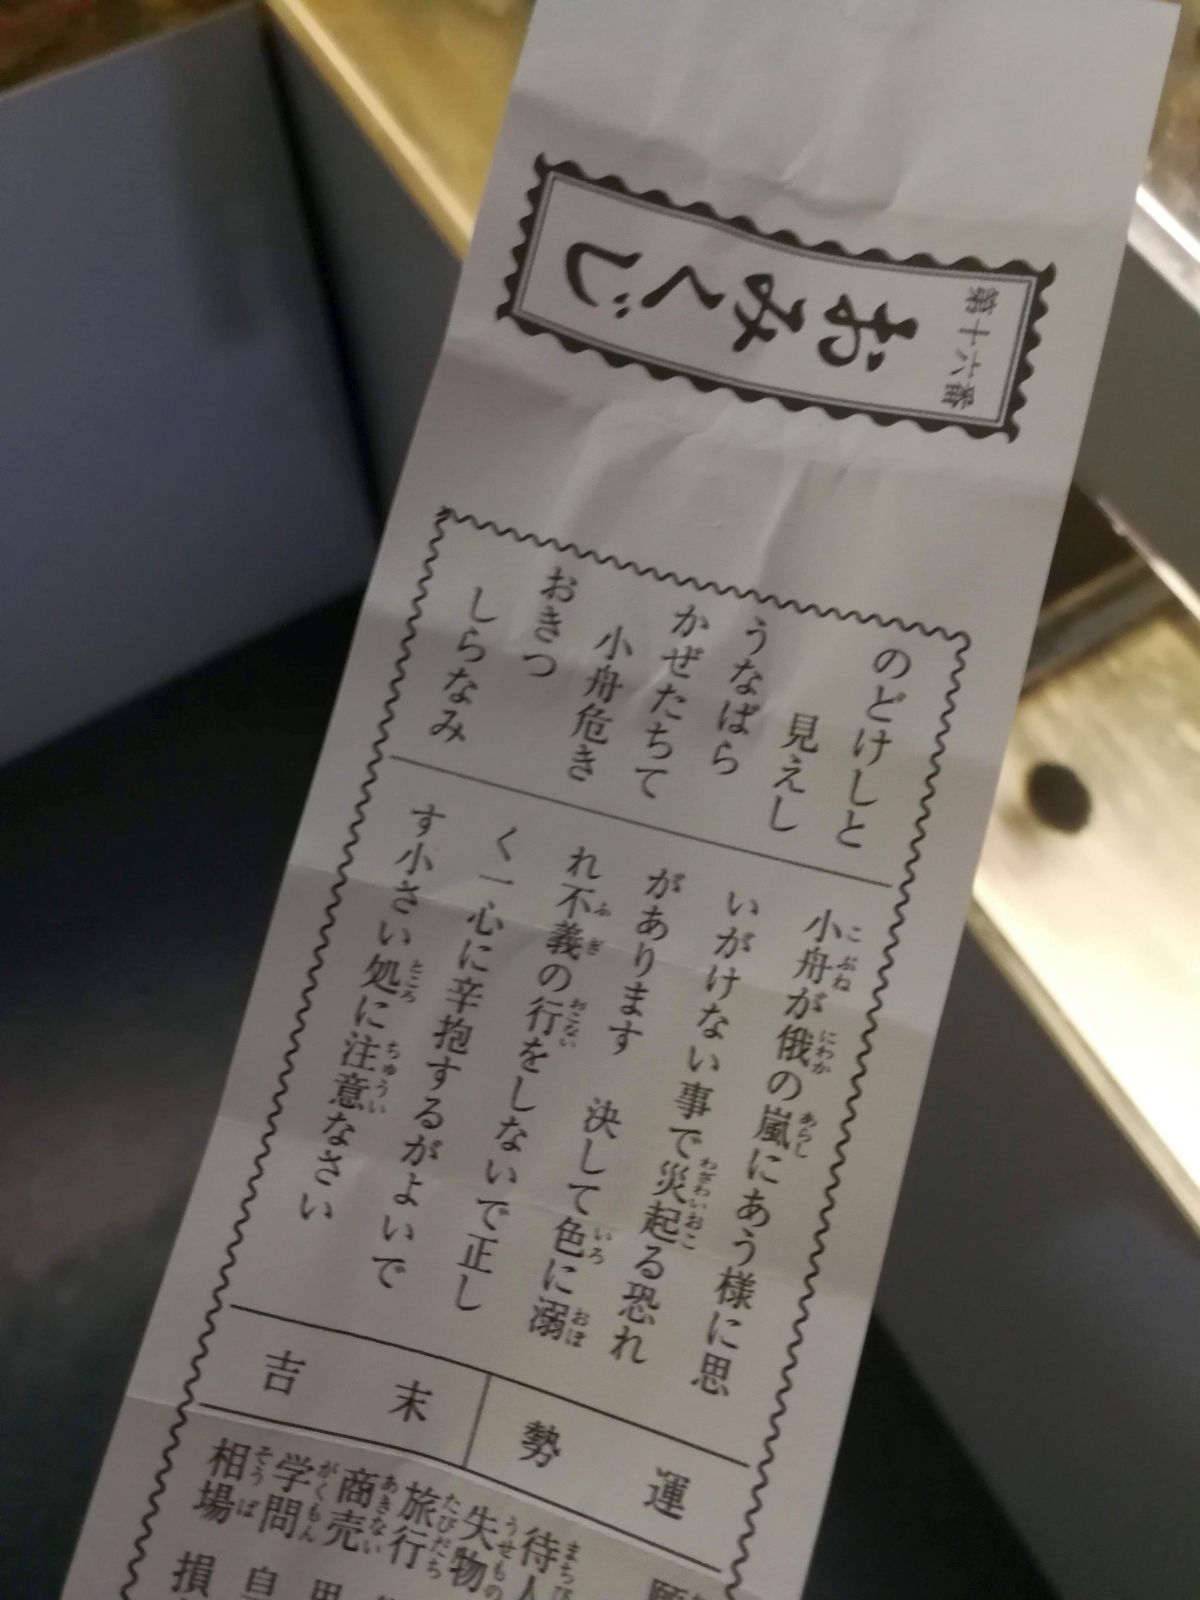 第十六番
おみくじ
のどけしと
見えし
うなばら
かぜたちて
小舟危き
おきつ
しらなみ
小舟が俄の嵐にあう様に思
いがけない事で災起る恐れ
があります 決して色に溺
れ不義の行をしないで正し
く一心に辛抱するがよいで
す小さい処に注意なさい
運勢
末吉
待人
失物
旅行
商売
学問
相場 損